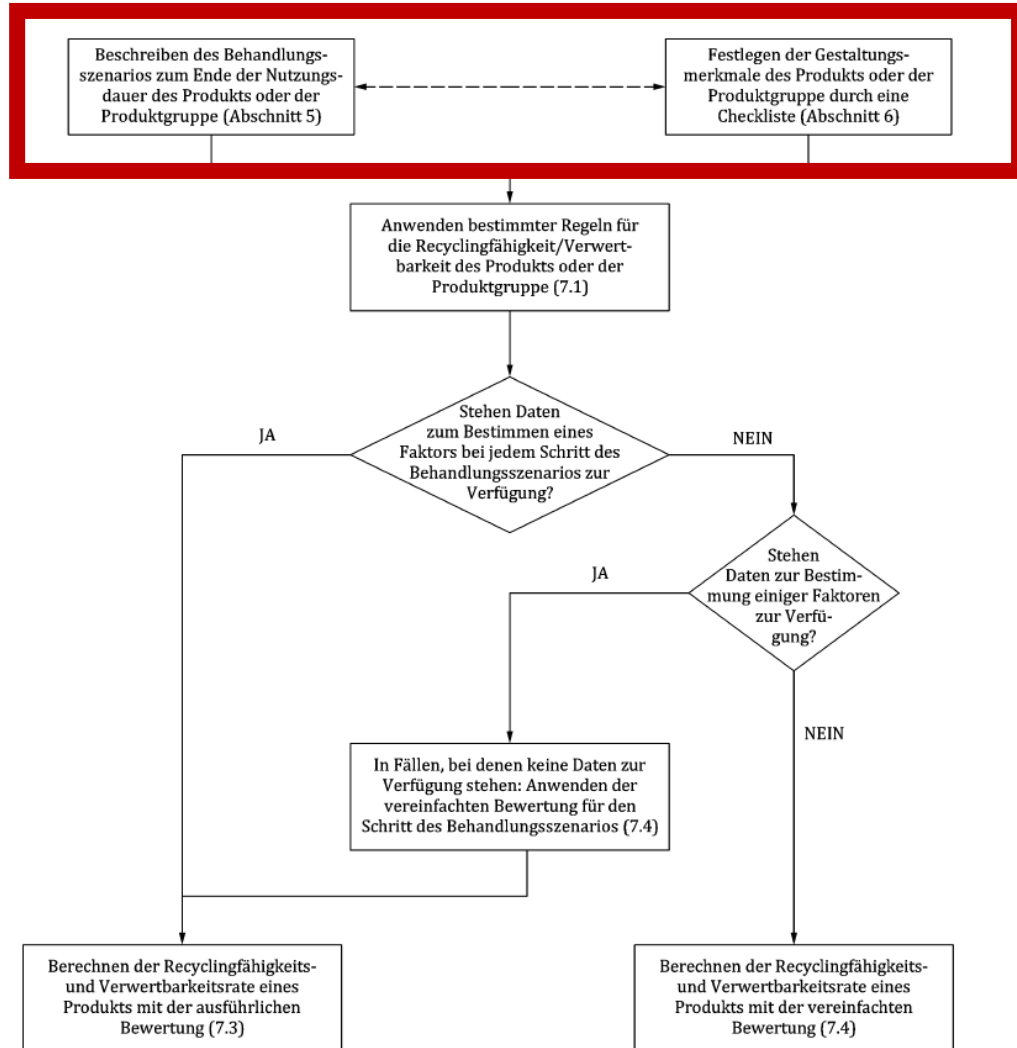 Beschreiben des Behandlungs-
szenarios zum Ende der Nutzungs-
dauer des Produkts oder der
Produktgruppe (Abschnitt 5)
Festlegen der Gestaltungs-
merkmale des Produkts oder der
Produktgruppe durch eine
Checkliste (Abschnitt 6)
Anwenden bestimmter Regeln für
die Recyclingfähigkeit/Verwert-
barkeit des Produkts oder der
Produktgruppe (7.1)
Stehen Daten
zum Bestimmen eines
Faktors bei jedem Schritt des
Behandlungsszenarios zur
Verfügung?
JA
NEIN
Stehen
Daten zur Bestim-
mung einiger Faktoren
zur Verfü-
gung?
JA
NEIN
In Fällen, bei denen keine Daten zur
Verfügung stehen: Anwenden der
vereinfachten Bewertung für den
Schritt des Behandlungsszenarios (7.4)
Berechnen der Recyclingfähigkeits-
und Verwertbarkeitsrate eines
Produkts mit der ausführlichen
Bewertung (7.3)
Berechnen der Recyclingfähigkeits-
und Verwertbarkeitsrate eines
Produkts mit der vereinfachten
Bewertung (7.4)